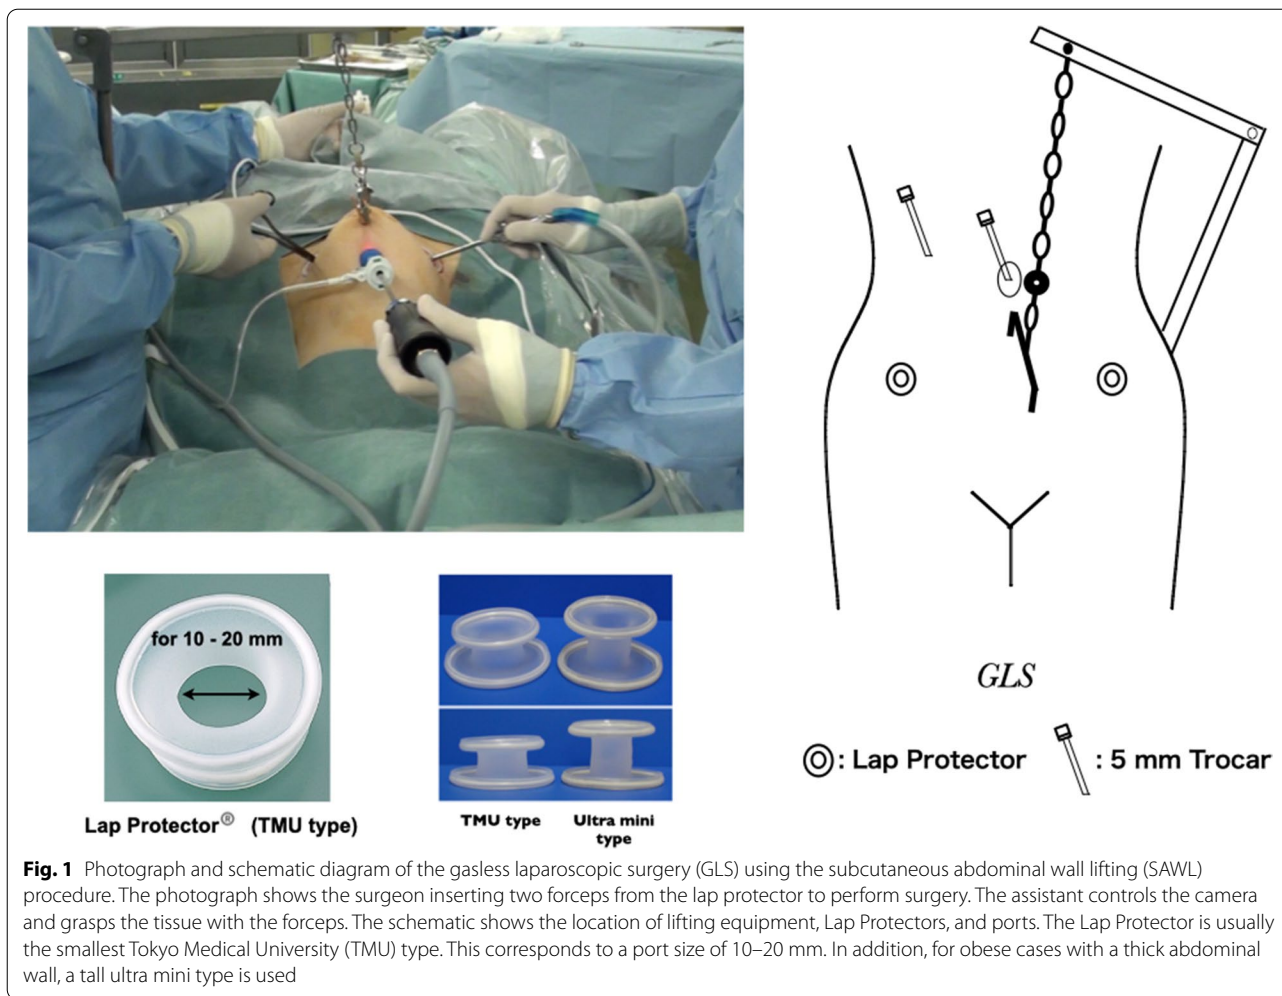 for 10 - 20 mm
Lap Protector® (TMU type)
TMU type
Ultra mini
type
GLS
: Lap Protector
: 5 mm Trocar
Fig. 1 Photograph and schematic diagram of the gasless laparoscopic surgery (GLS) using the subcutaneous abdominal wall lifting (SAWL)
procedure. The photograph shows the surgeon inserting two forceps from the lap protector to perform surgery. The assistant controls the camera
and grasps the tissue with the forceps. The schematic shows the location of lifting equipment, Lap Protectors, and ports. The Lap Protector is usually
the smallest Tokyo Medical University (TMU) type. This corresponds to a port size of 10–20 mm. In addition, for obese cases with a thick abdominal
wall, a tall ultra mini type is used